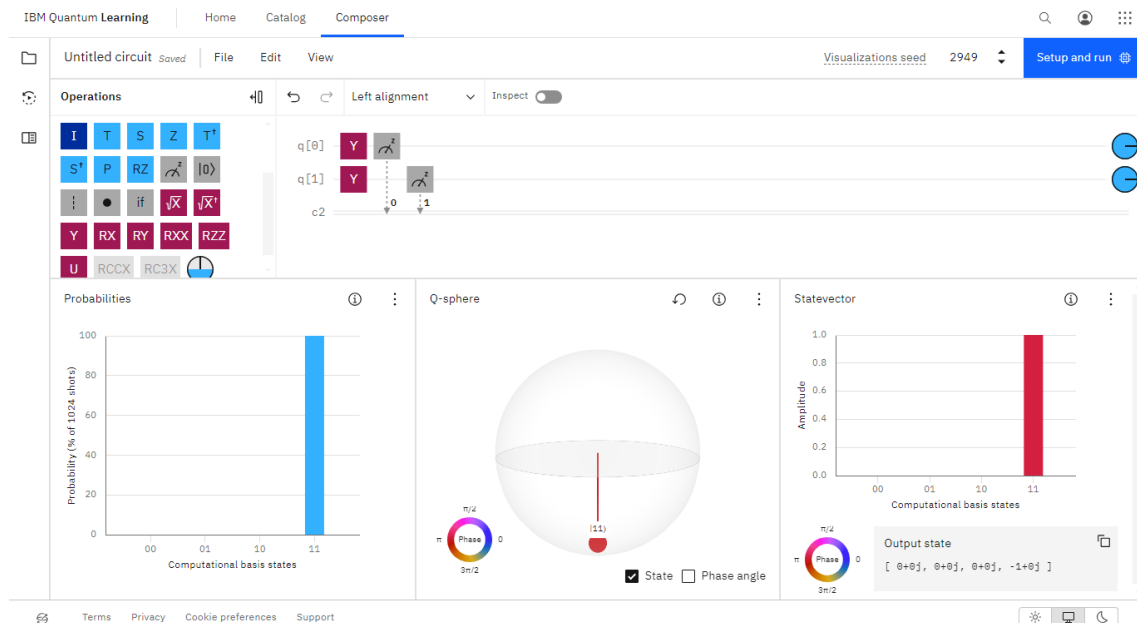 IBM Quantum Learning Home Catalog Composer
Untitled circuit Saved File Edit View Visualizations seed 2949 Setup and run
Operations Left alignment Inspect
I T S Z T†
S† P RZ z |0⟩
if √X √X†
Y RX RY RXX RZZ
U RCCX RC3X
q[0] Y z
q[1] Y z
0 1
c2
Probabilities
100
80
60
40
20
0
Probability (% of 1024 shots)
00 01 10 11
Computational basis states
Q-sphere
|11⟩
π/2
π Phase 0
3π/2
State Phase angle
Statevector
1.0
0.8
0.6
0.4
0.2
0.0
Amplitude
00 01 10 11
Computational basis states
π/2
π Phase 0
3π/2
Output state
[ 0+0j, 0+0j, 0+0j, -1+0j ]
Terms Privacy Cookie preferences Support